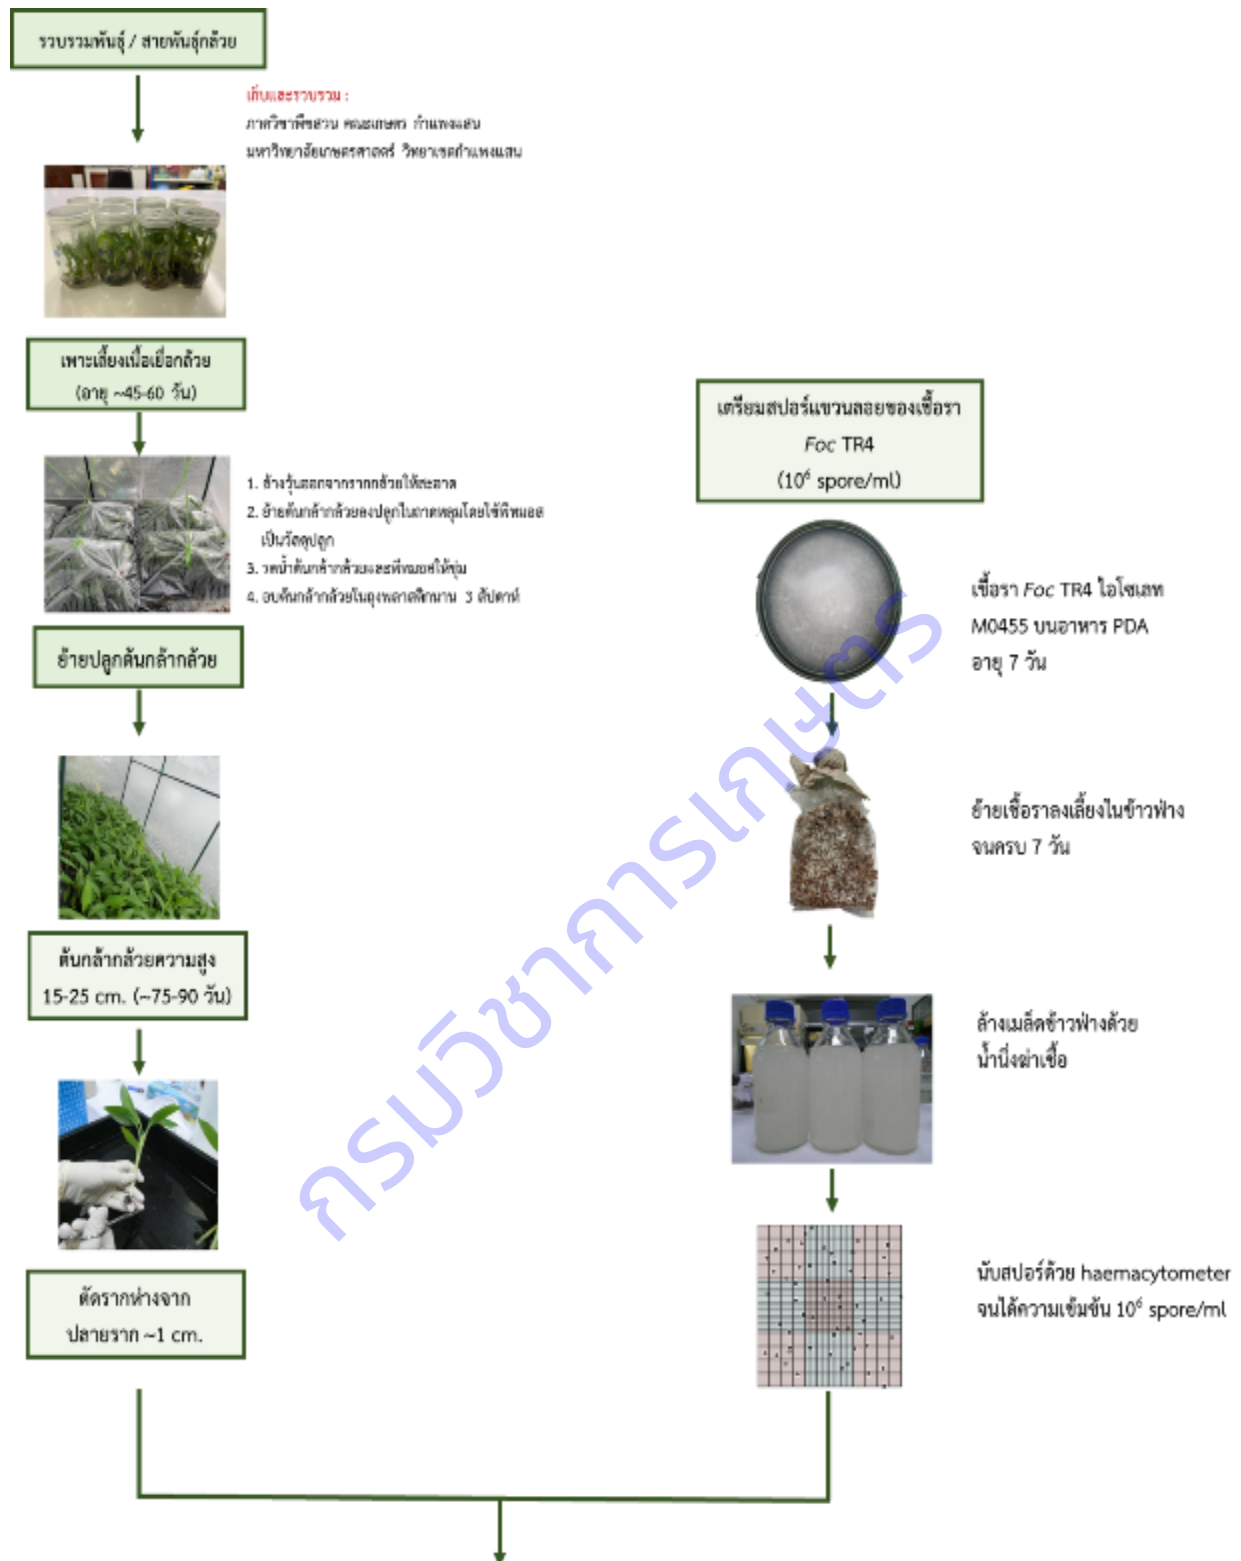 รวบรวมพันธุ์ / สายพันธุ์กล้วย
เก็บและรวบรวม :
ภาควิชาพืชสวน คณะเกษตร กำแพงแสน
มหาวิทยาลัยเกษตรศาสตร์ วิทยาเขตกำแพงแสน
เพาะเลี้ยงเนื้อเยื่อกล้วย
(อายุ ~45-60 วัน)
1. ล้างวุ้นออกจากรากกล้วยให้สะอาด
2. ย้ายต้นกล้ากล้วยลงปลูกในถาดหลุมโดยใช้พีทมอส
เป็นวัสดุปลูก
3. รดน้ำต้นกล้ากล้วยและพีทมอสให้ชุ่ม
4. อบต้นกล้ากล้วยในถุงพลาสติกนาน 3 สัปดาห์
ย้ายปลูกต้นกล้ากล้วย
ต้นกล้ากล้วยความสูง
15-25 cm. (~75-90 วัน)
ตัดรากห่างจาก
ปลายราก ~1 cm.
เตรียมสปอร์แขวนลอยของเชื้อรา
Foc TR4
(10⁶ spore/ml)
เชื้อรา Foc TR4 ไอโซเลท
M0455 บนอาหาร PDA
อายุ 7 วัน
ย้ายเชื้อราลงเลี้ยงในข้าวฟ่าง
จนครบ 7 วัน
ล้างเมล็ดข้าวฟ่างด้วย
น้ำนึ่งฆ่าเชื้อ
นับสปอร์ด้วย haemacytometer
จนได้ความเข้มข้น 10⁶ spore/ml
กรมวิชาการเกษตร